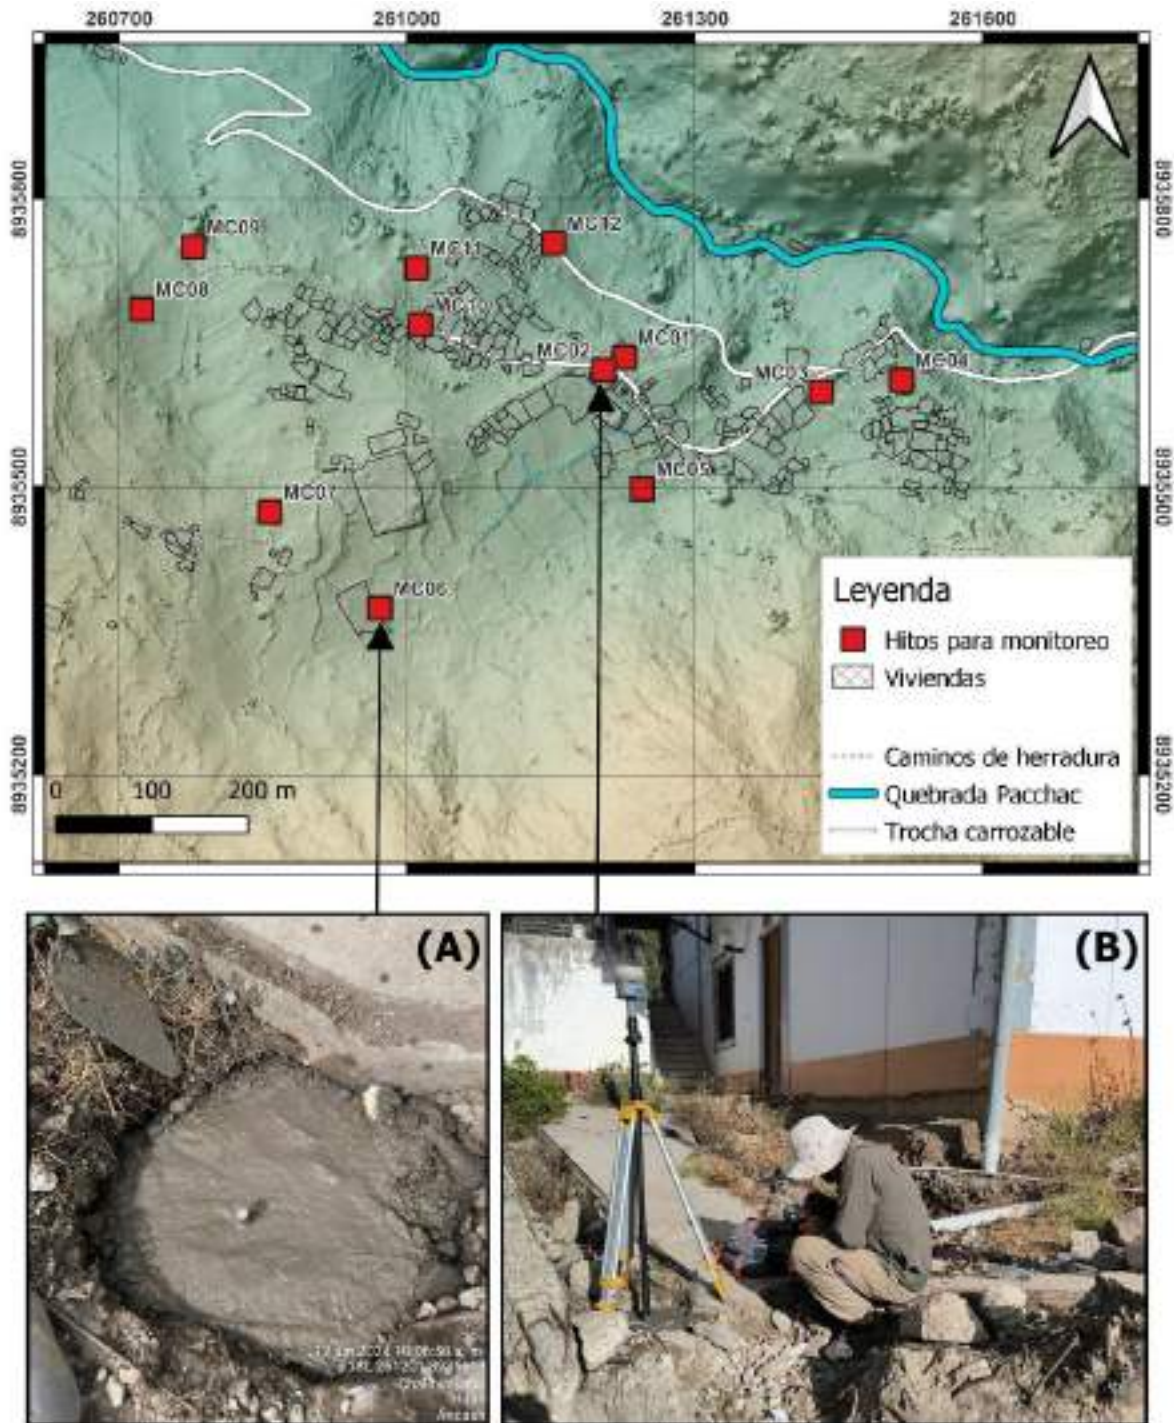 260700 261000 261300 261600
8935800 8935800
MC09
MC12
MC11
MC08
MC10
MC01
MC02
MC03
MC04
MC05
8935500 8935500
MC07
MC06
Leyenda
Hitos para monitoreo
Viviendas
Caminos de herradura
Quebrada Pacchac
Trocha carrozable
8935200 8935200
0 100 200 m
(A) (B)
Ancash